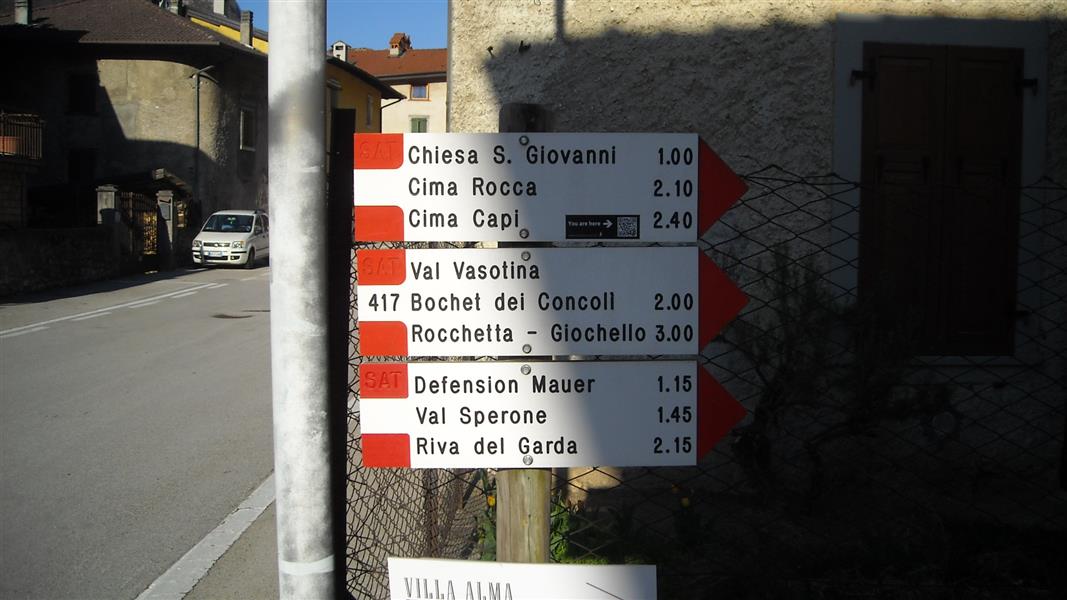 SAT
Chiesa S. Giovanni 1.00
Cima Rocca 2.10
Cima Capi You are here 2.40
SAT
Val Vasotina
417 Bochet dei Concolì 2.00
Rocchetta - Giochello 3.00
SAT
Defension Mauer 1.15
Val Sperone 1.45
Riva del Garda 2.15
VILLA ALMA